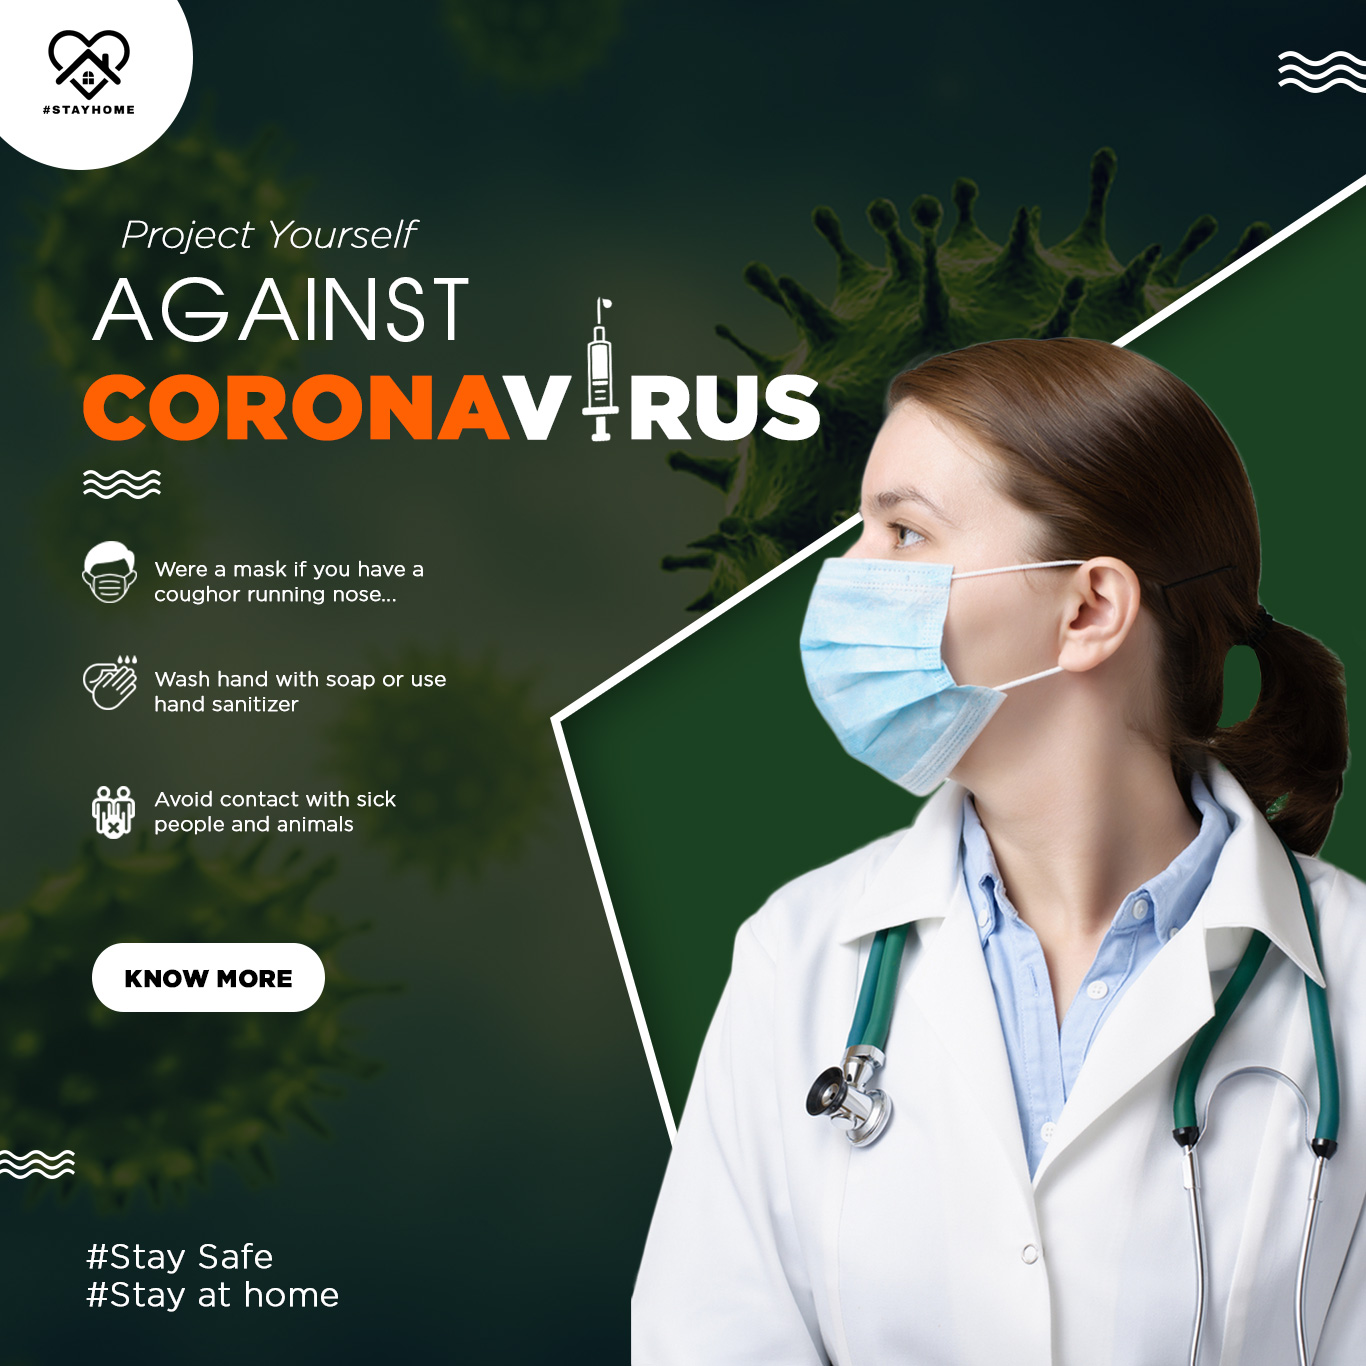 #STAYHOME
Project Yourself
AGAINST
CORONAVIRUS
Were a mask if you have a
coughor running nose...
Wash hand with soap or use
hand sanitizer
Avoid contact with sick
people and animals
KNOW MORE
#Stay Safe
#Stay at home